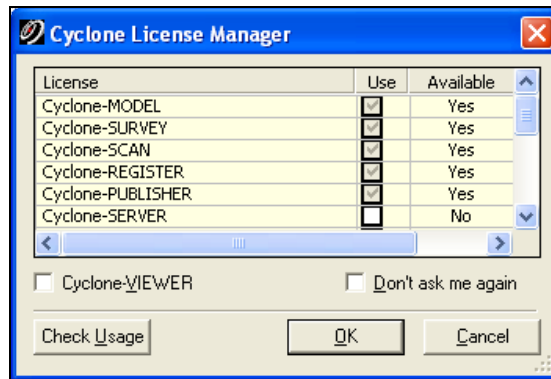 Cyclone License Manager
License Use Available
Cyclone-MODEL Yes
Cyclone-SURVEY Yes
Cyclone-SCAN Yes
Cyclone-REGISTER Yes
Cyclone-PUBLISHER Yes
Cyclone-SERVER No
Cyclone-VIEWER Don't ask me again
Check Usage OK Cancel